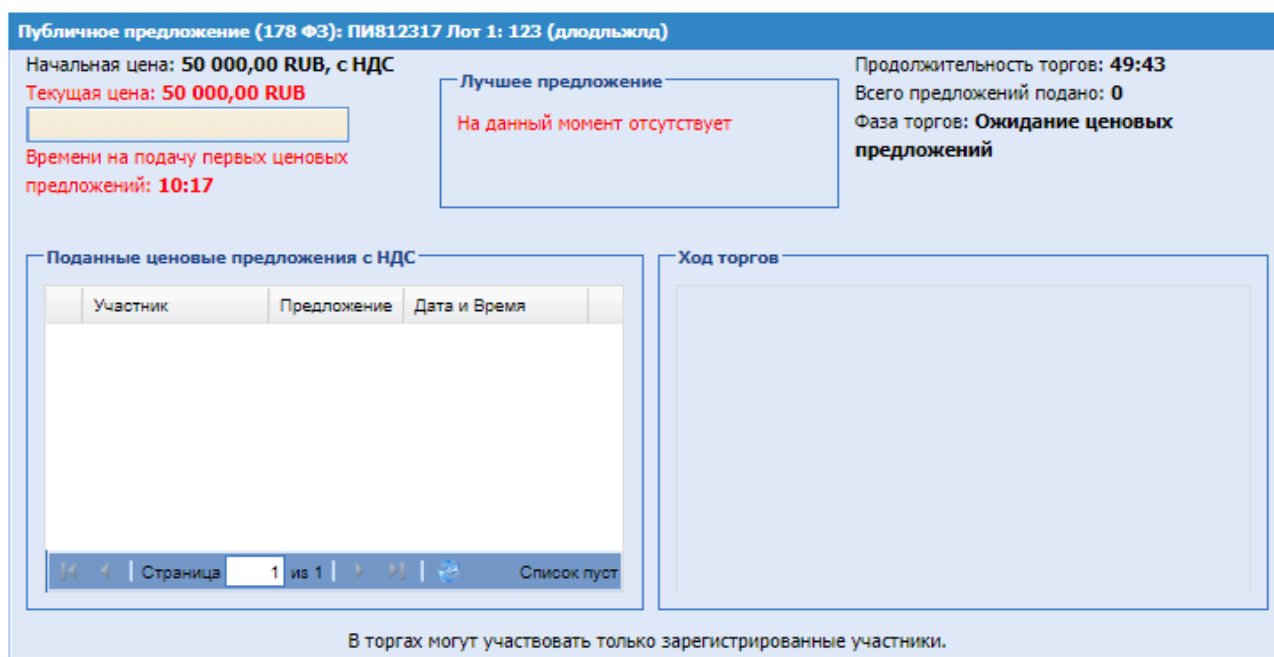 Публичное предложение (178 ФЗ): ПИ812317 Лот 1: 123 (длодльжлд)
Начальная цена: 50 000,00 RUB, с НДС
Текущая цена: 50 000,00 RUB
Времени на подачу первых ценовых
предложений: 10:17
Лучшее предложение
На данный момент отсутствует
Продолжительность торгов: 49:43
Всего предложений подано: 0
Фаза торгов: Ожидание ценовых
предложений
Поданные ценовые предложения с НДС
Участник Предложение Дата и Время
Страница 1 из 1 Список пуст
Ход торгов
В торгах могут участвовать только зарегистрированные участники.